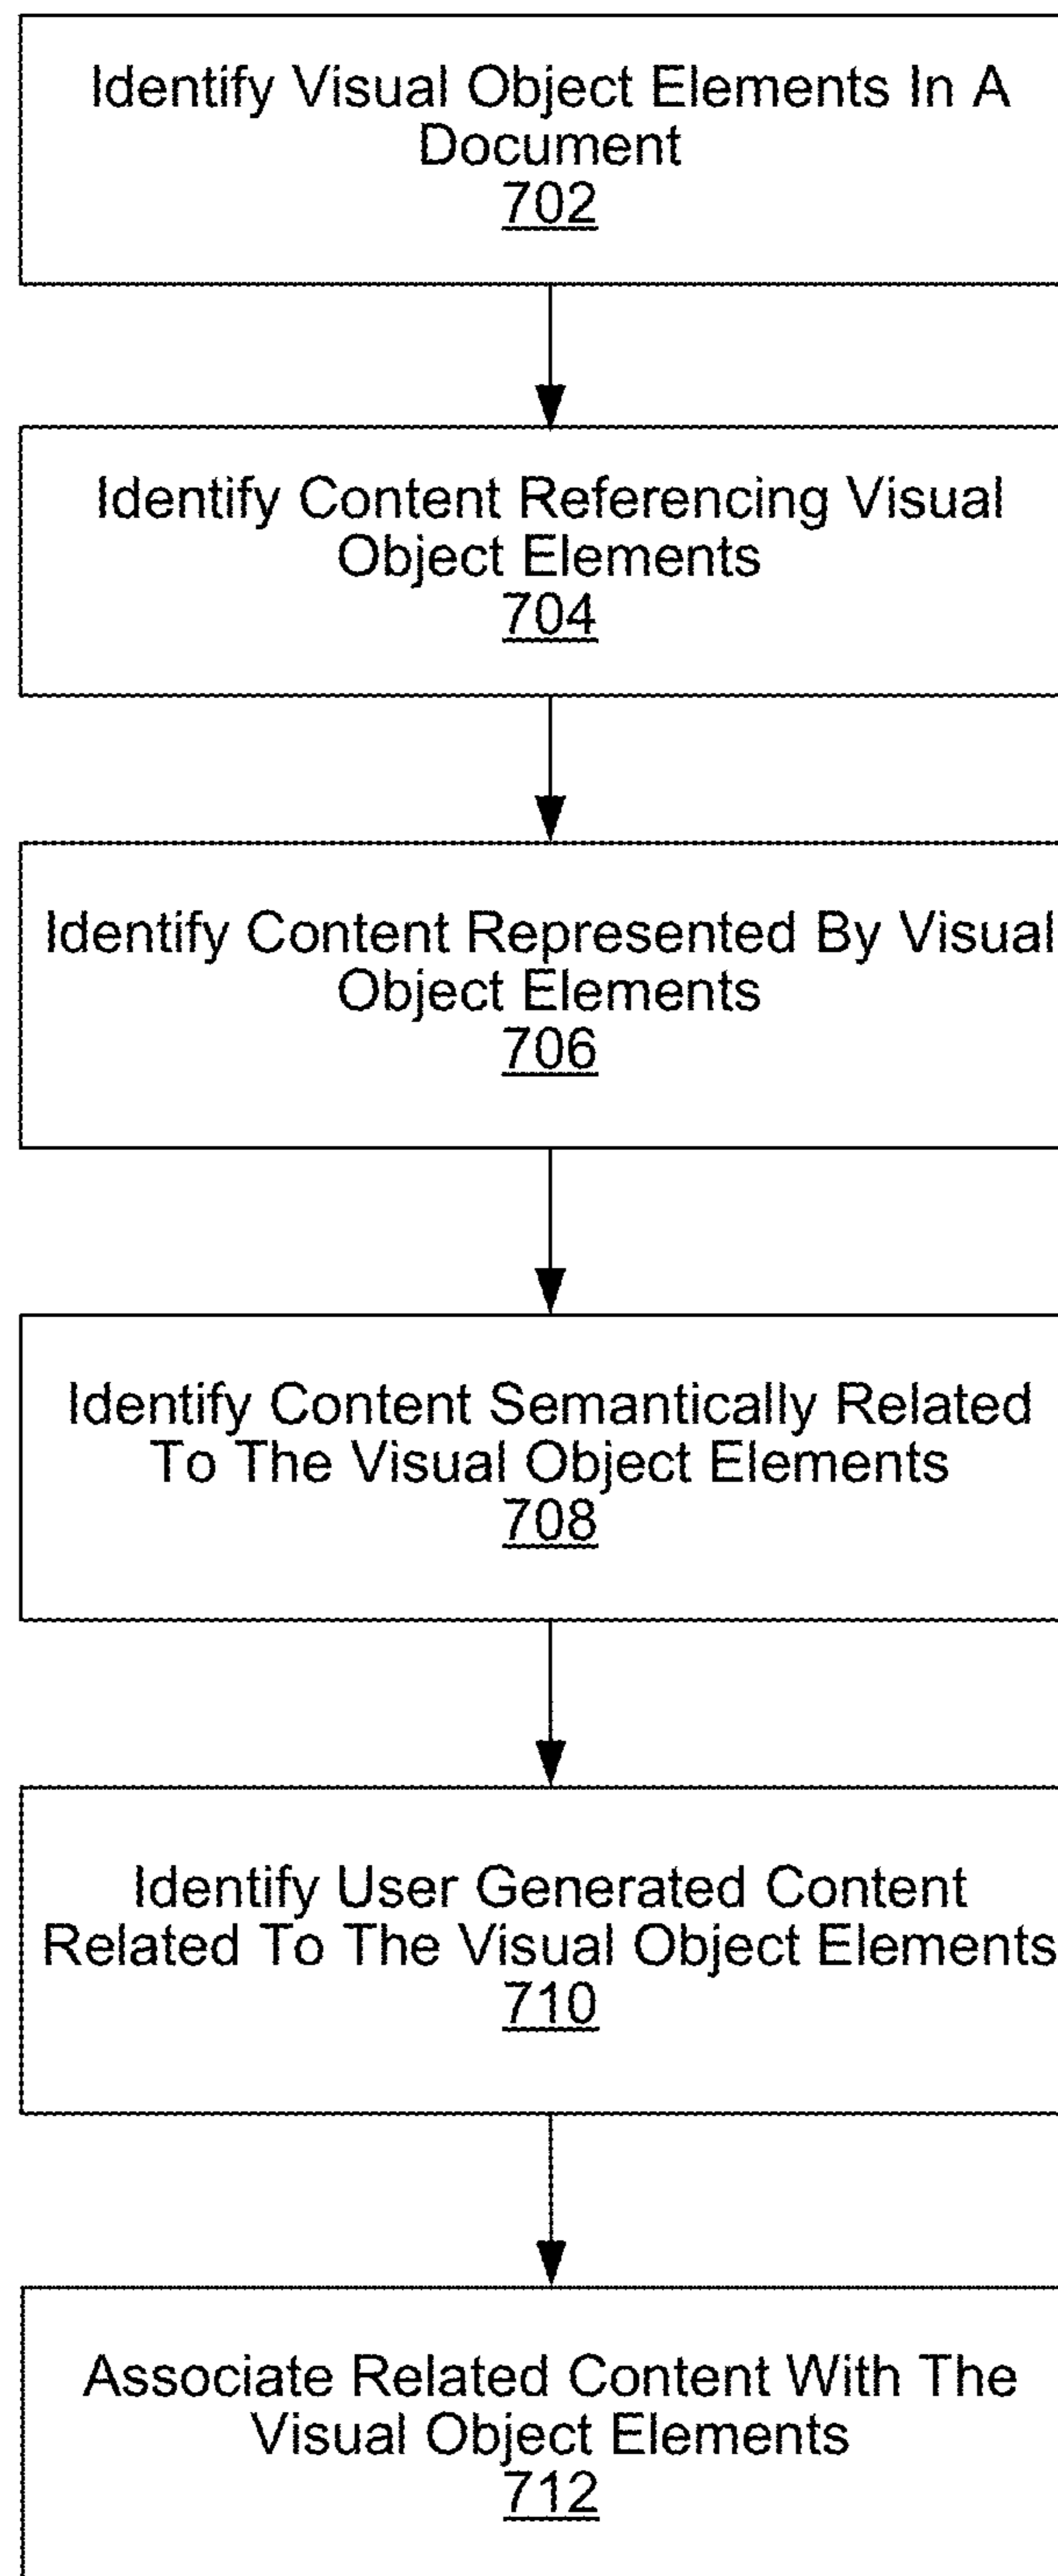 Identify Visual Object Elements In A
Document
702
Identify Content Referencing Visual
Object Elements
704
Identify Content Represented By Visual
Object Elements
706
Identify Content Semantically Related
To The Visual Object Elements
708
Identify User Generated Content
Related To The Visual Object Elements
710
Associate Related Content With The
Visual Object Elements
712